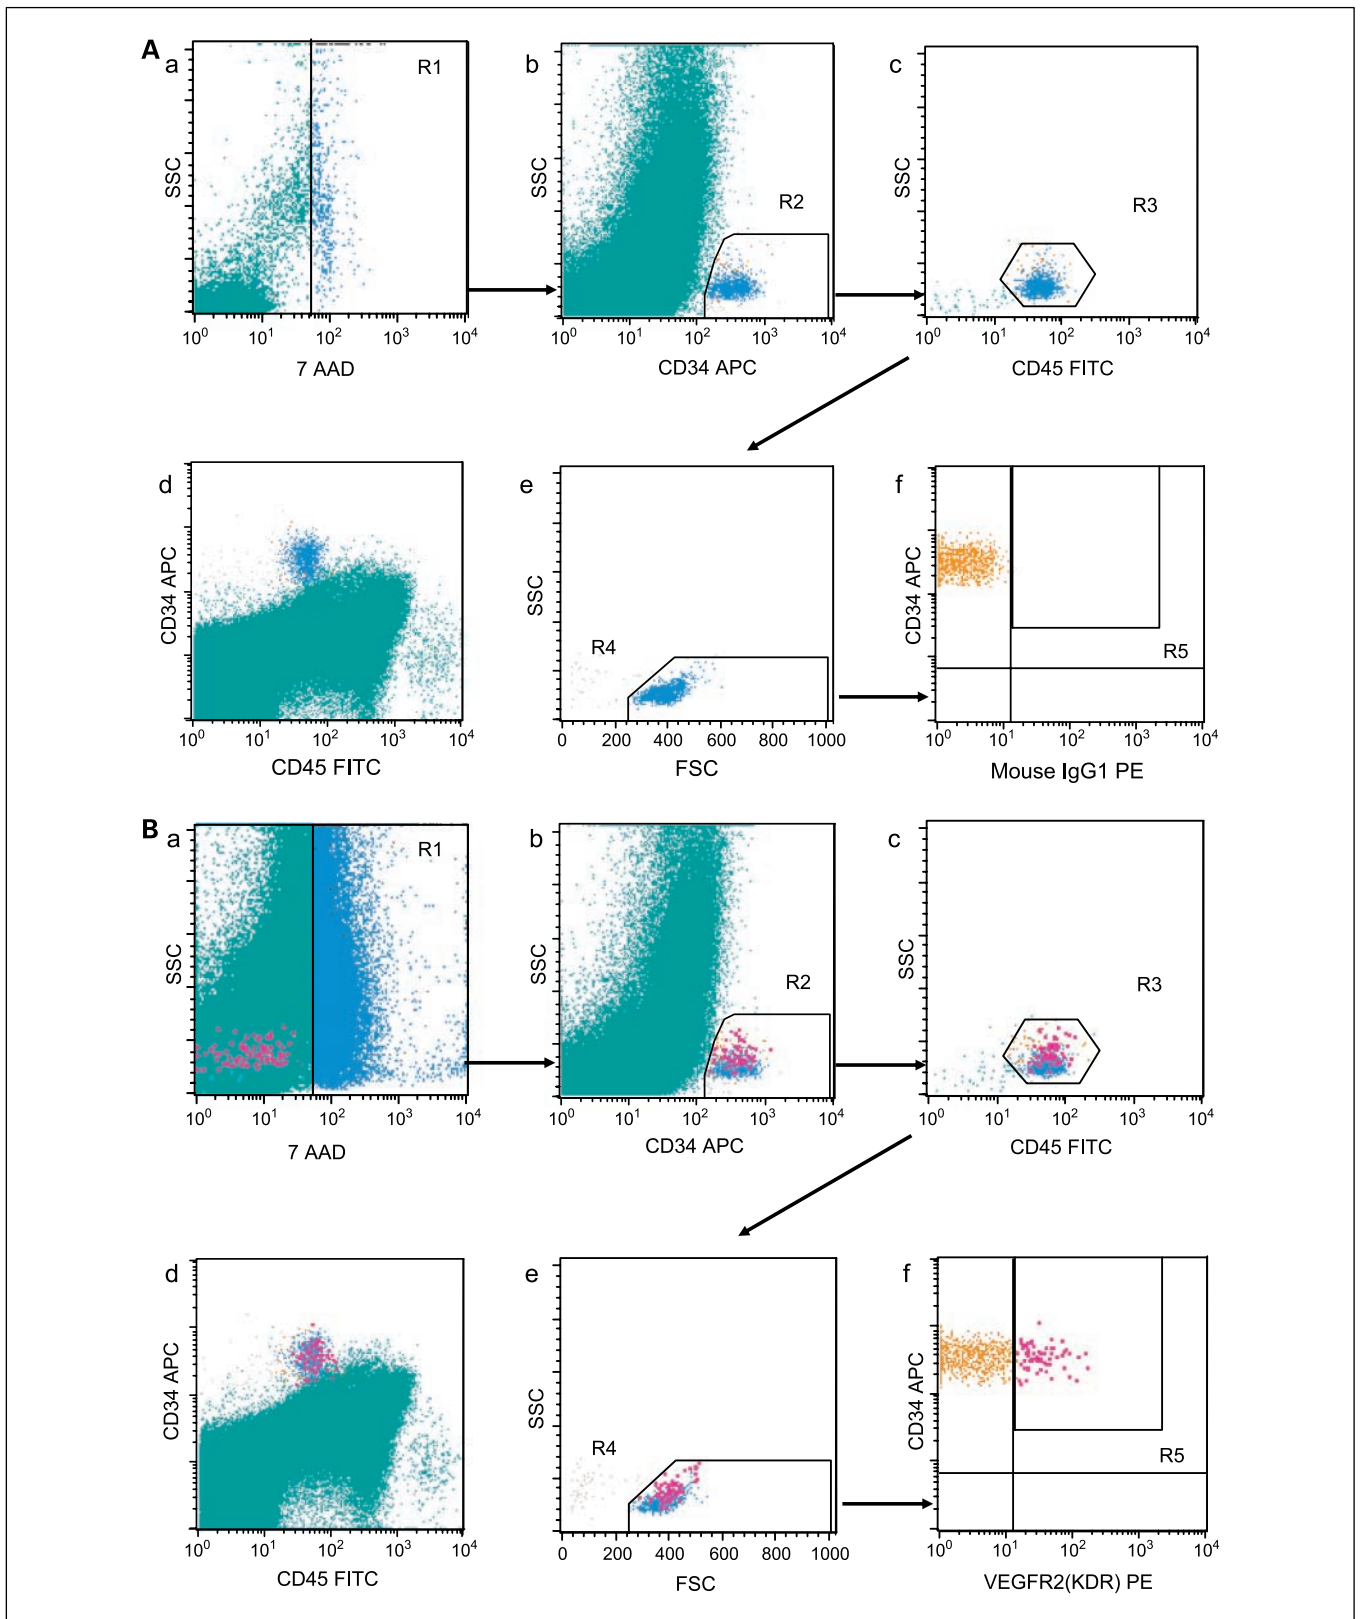 A
a
SSC
R1
10^0 10^1 10^2 10^3 10^4
7 AAD
b
SSC
R2
10^0 10^1 10^2 10^3 10^4
CD34 APC
c
SSC
R3
10^0 10^1 10^2 10^3 10^4
CD45 FITC
d
CD34 APC
10^0 10^1 10^2 10^3 10^4
CD45 FITC
e
SSC
R4
0 200 400 600 800 1000
FSC
f
CD34 APC
R5
10^0 10^1 10^2 10^3 10^4
Mouse IgG1 PE
B
a
SSC
R1
10^0 10^1 10^2 10^3 10^4
7 AAD
b
SSC
R2
10^0 10^1 10^2 10^3 10^4
CD34 APC
c
SSC
R3
10^0 10^1 10^2 10^3 10^4
CD45 FITC
d
CD34 APC
10^0 10^1 10^2 10^3 10^4
CD45 FITC
e
SSC
R4
0 200 400 600 800 1000
FSC
f
CD34 APC
R5
10^0 10^1 10^2 10^3 10^4
VEGFR2(KDR) PE